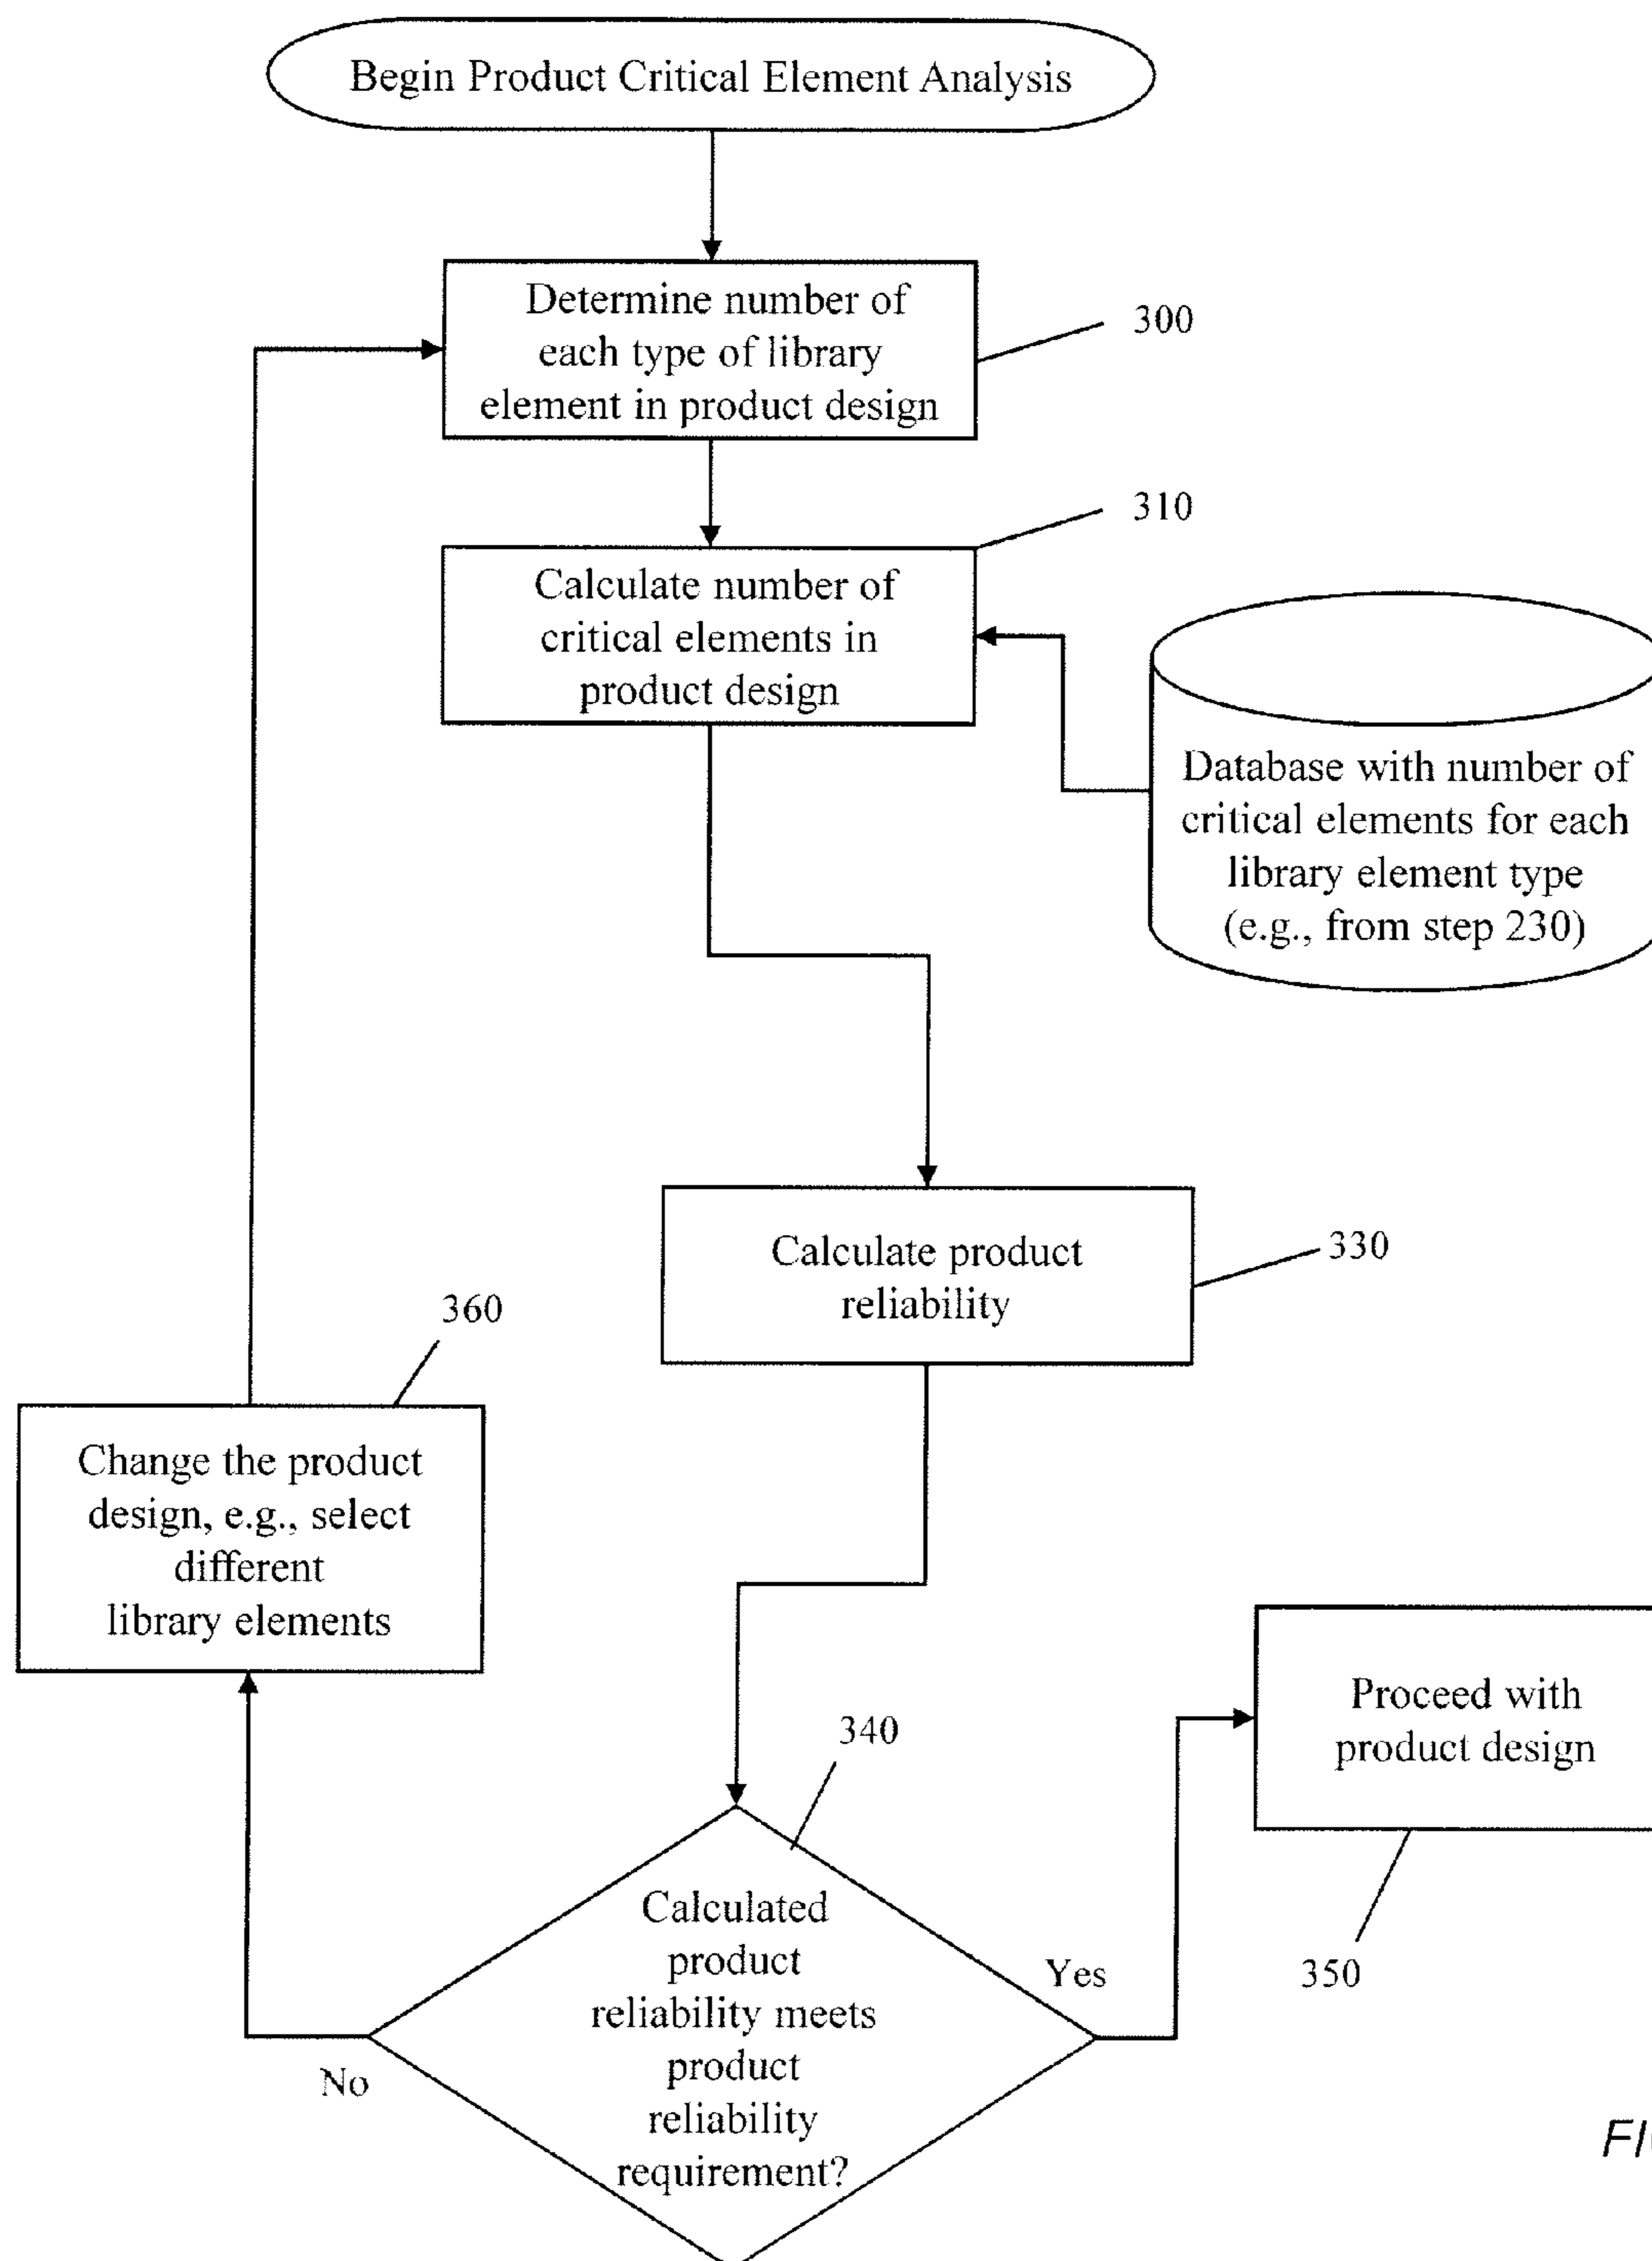 Begin Product Critical Element Analysis
Determine number of
each type of library
element in product design
300
310
Calculate number of
critical elements in
product design
Database with number of
critical elements for each
library element type
(e.g., from step 230)
Calculate product
reliability
330
360
Change the product
design, e.g., select
different
library elements
Proceed with
product design
350
340
Calculated
product
reliability meets
product
reliability
requirement?
Yes
No